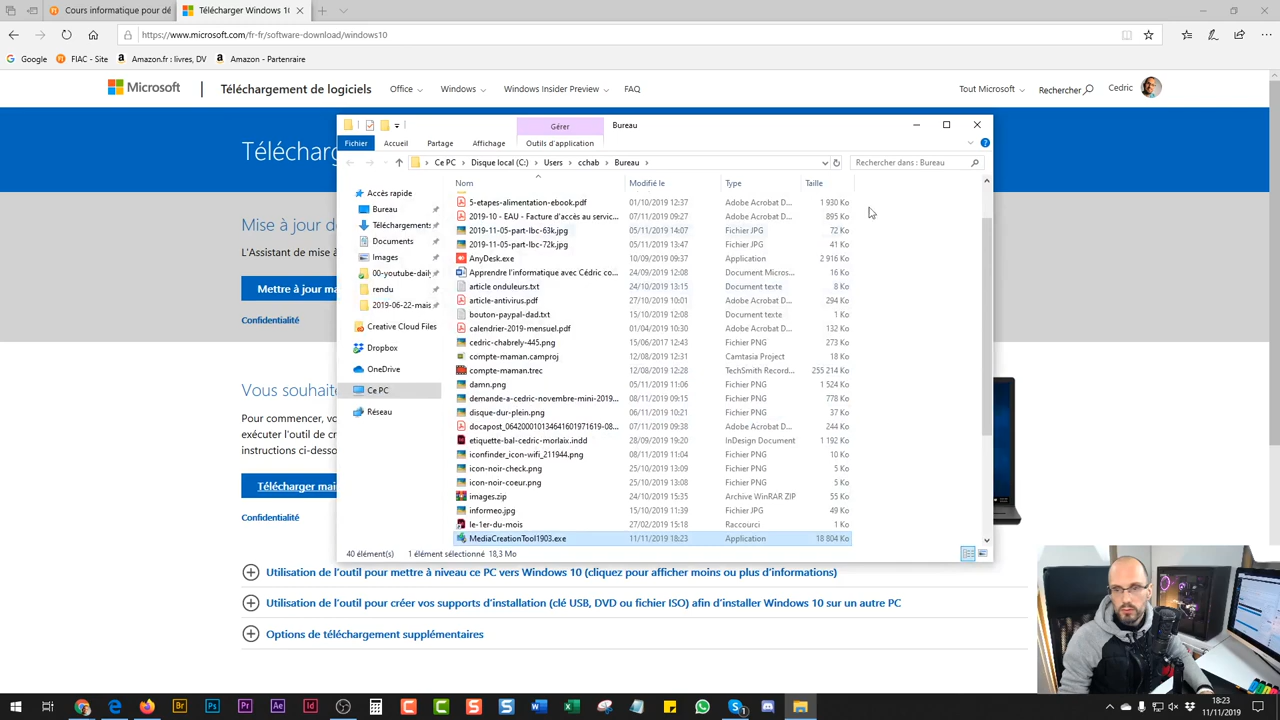 Cours informatique pour dé
Télécharger Windows 10
https://www.microsoft.com/fr-fr/software-download/windows10
Google
FIAC - Site
Amazon.fr : livres, DV
Amazon - Partenaire
Microsoft
Téléchargement de logiciels
Office
Windows
Windows Insider Preview
FAQ
Tout Microsoft
Rechercher
Cedric
Télécharg
Mise à jour d
L'Assistant de mise
Mettre à jour ma
Confidentialité
Vous souhaite
Pour commencer, vo
exécuter l'outil de cr
instructions ci-desso
Télécharger main
Confidentialité
Gérer
Bureau
Fichier
Accueil
Partage
Affichage
Outils d'application
Ce PC
Disque local (C:)
Users
cchab
Bureau
Rechercher dans : Bureau
Accès rapide
Bureau
Téléchargements
Documents
Images
00-youtube-daily
rendu
2019-06-22-mais
Creative Cloud Files
Dropbox
OneDrive
Ce PC
Réseau
Nom Modifié le Type Taille
5-etapes-alimentation-ebook.pdf 01/10/2019 12:37 Adobe Acrobat D... 1 930 Ko
2019-10 - EAU - Facture d'accès au servic... 07/11/2019 09:27 Adobe Acrobat D... 895 Ko
2019-11-05-part-lbc-63k.jpg 05/11/2019 14:07 Fichier JPG 72 Ko
2019-11-05-part-lbc-72k.jpg 05/11/2019 13:47 Fichier JPG 41 Ko
AnyDesk.exe 10/09/2019 09:37 Application 2 916 Ko
Apprendre l'informatique avec Cédric co... 24/09/2019 12:08 Document Micros... 16 Ko
article onduleurs.txt 24/10/2019 13:15 Document texte 8 Ko
article-antivirus.pdf 27/10/2019 10:01 Adobe Acrobat D... 294 Ko
bouton-paypal-dad.txt 15/10/2019 12:08 Document texte 1 Ko
calendrier-2019-mensuel.pdf 01/04/2019 10:30 Adobe Acrobat D... 132 Ko
cedric-chabrely-445.png 15/06/2017 12:43 Fichier PNG 273 Ko
compte-maman.camproj 12/08/2019 12:31 Camtasia Project 18 Ko
compte-maman.trec 12/08/2019 12:28 TechSmith Record... 255 214 Ko
damn.png 05/11/2019 11:06 Fichier PNG 1 524 Ko
demande-a-cedric-novembre-mini-2019... 08/11/2019 09:15 Fichier PNG 778 Ko
disque-dur-plein.png 06/11/2019 10:21 Fichier PNG 37 Ko
docapost_06420001013464160197161​9-08... 07/11/2019 09:38 Adobe Acrobat D... 244 Ko
etiquette-bal-cedric-morlaix.indd 28/09/2019 19:20 InDesign Document 1 192 Ko
iconfinder_icon-wifi_211944.png 08/11/2019 11:04 Fichier PNG 10 Ko
icon-noir-check.png 25/10/2019 13:09 Fichier PNG 5 Ko
icon-noir-coeur.png 25/10/2019 13:08 Fichier PNG 5 Ko
images.zip 24/10/2019 15:35 Archive WinRAR ZIP 55 Ko
informeo.jpg 15/10/2019 11:39 Fichier JPG 49 Ko
le-1er-du-mois 27/02/2019 15:18 Raccourci 1 Ko
MediaCreationTool1903.exe 11/11/2019 18:23 Application 18 804 Ko
40 élément(s) 1 élément sélectionné 18,3 Mo
Utilisation de l'outil pour mettre à niveau ce PC vers Windows 10 (cliquez pour afficher moins ou plus d'informations)
Utilisation de l'outil pour créer vos supports d'installation (clé USB, DVD ou fichier ISO) afin d'installer Windows 10 sur un autre PC
Options de téléchargement supplémentaires
18:23
11/11/2019